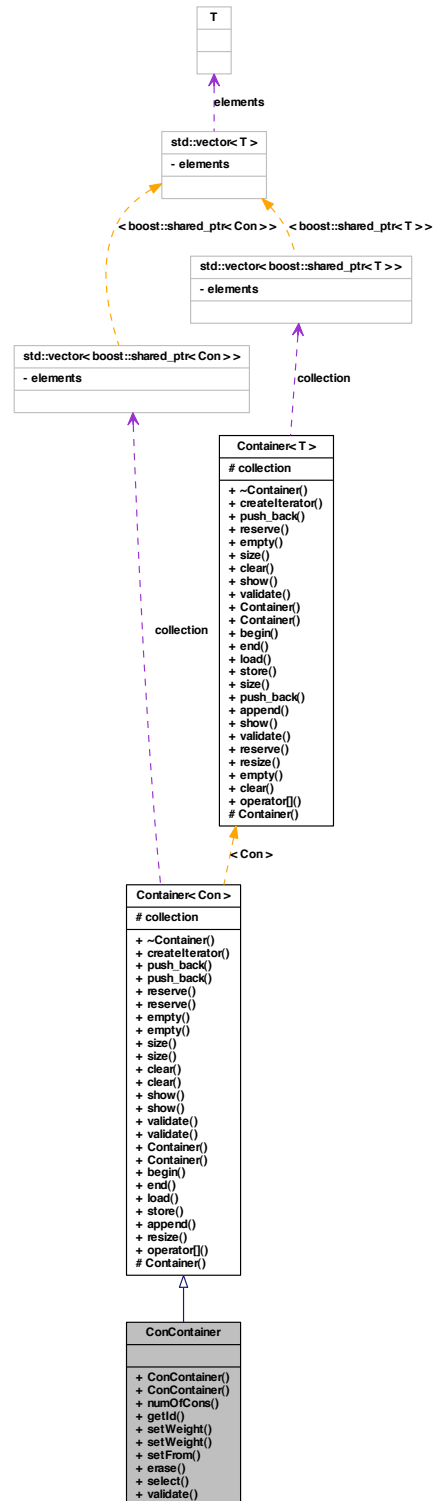 T
elements
std::vector< T >
- elements
< boost::shared_ptr< Con >>
< boost::shared_ptr< T >>
std::vector< boost::shared_ptr< T >>
- elements
std::vector< boost::shared_ptr< Con >>
- elements
collection
Container< T >
# collection
+ ~Container()
+ createIterator()
+ push_back()
+ reserve()
+ empty()
+ size()
+ clear()
+ show()
+ validate()
+ Container()
+ Container()
+ begin()
+ end()
+ load()
+ store()
+ size()
+ push_back()
+ append()
+ show()
+ validate()
+ reserve()
+ resize()
+ empty()
+ clear()
+ operator[]()
# Container()
collection
< Con >
Container< Con >
# collection
+ ~Container()
+ createIterator()
+ push_back()
+ push_back()
+ reserve()
+ reserve()
+ empty()
+ empty()
+ size()
+ size()
+ clear()
+ clear()
+ show()
+ show()
+ validate()
+ validate()
+ Container()
+ Container()
+ begin()
+ end()
+ load()
+ store()
+ append()
+ resize()
+ operator[]()
# Container()
ConContainer
+ ConContainer()
+ ConContainer()
+ numOfCons()
+ getId()
+ setWeight()
+ setWeight()
+ setFrom()
+ erase()
+ select()
+ validate()